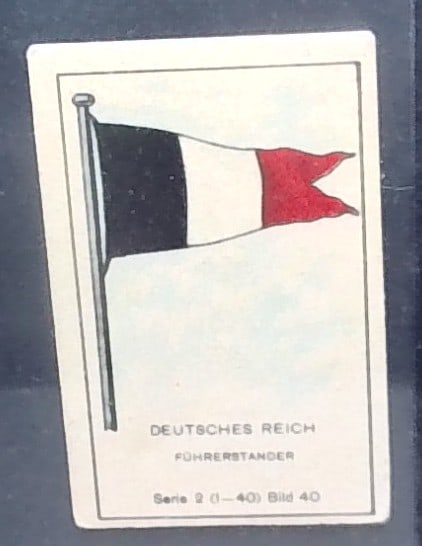 DEUTSCHES REICH
FÜHRERSTANDER
Serie 2 (1—40) Bild 40